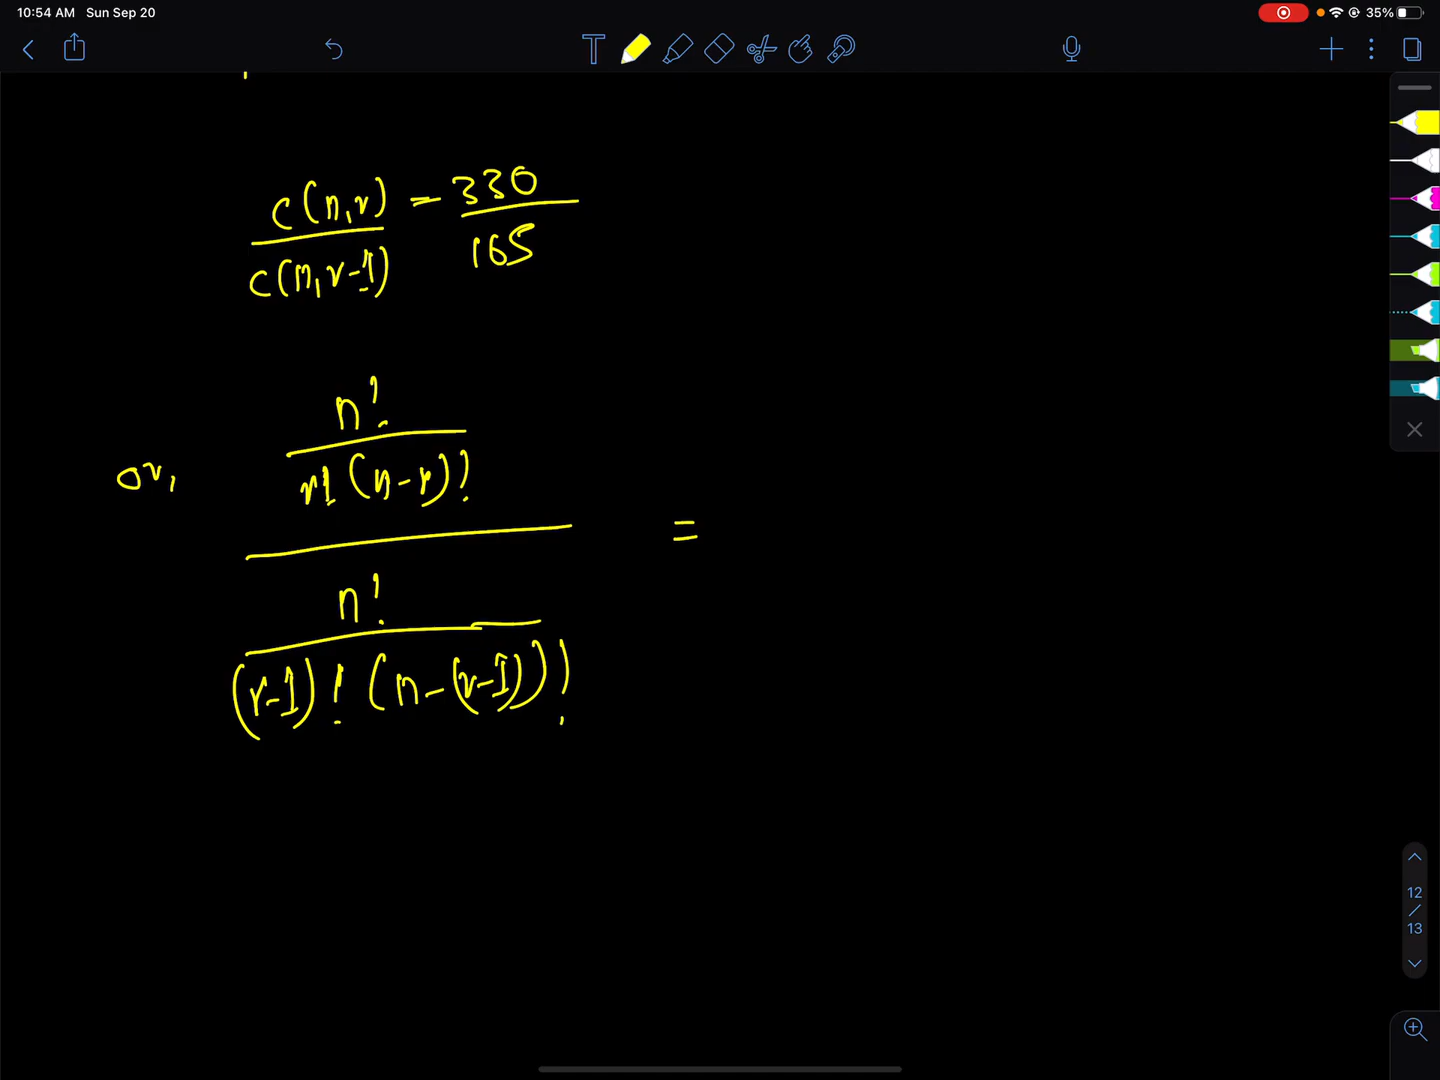 10:54 AM Sun Sep 20
35%
C(n,r) = 330
C(n,r-1) 165
n!
or, r!(n-r)! =
n!
(r-1)!(n-(r-1))!
12
/
13